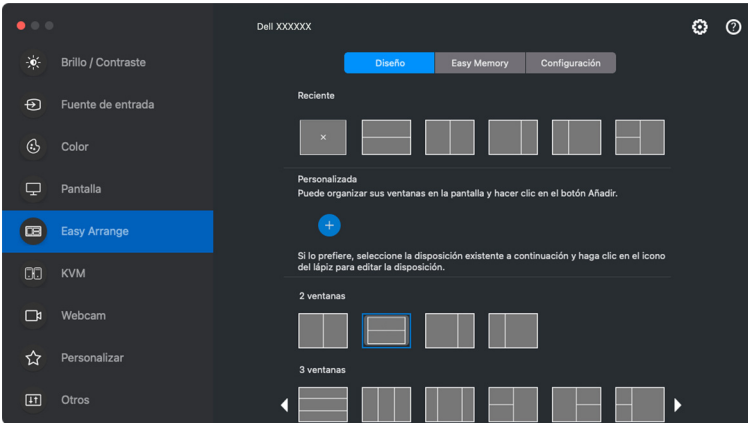 Dell XXXXXX
Brillo / Contraste
Fuente de entrada
Color
Pantalla
Easy Arrange
KVM
Webcam
Personalizar
Otros
Diseño
Easy Memory
Configuración
Reciente
Personalizada
Puede organizar sus ventanas en la pantalla y hacer clic en el botón Añadir.
Si lo prefiere, seleccione la disposición existente a continuación y haga clic en el icono
del lápiz para editar la disposición.
2 ventanas
3 ventanas